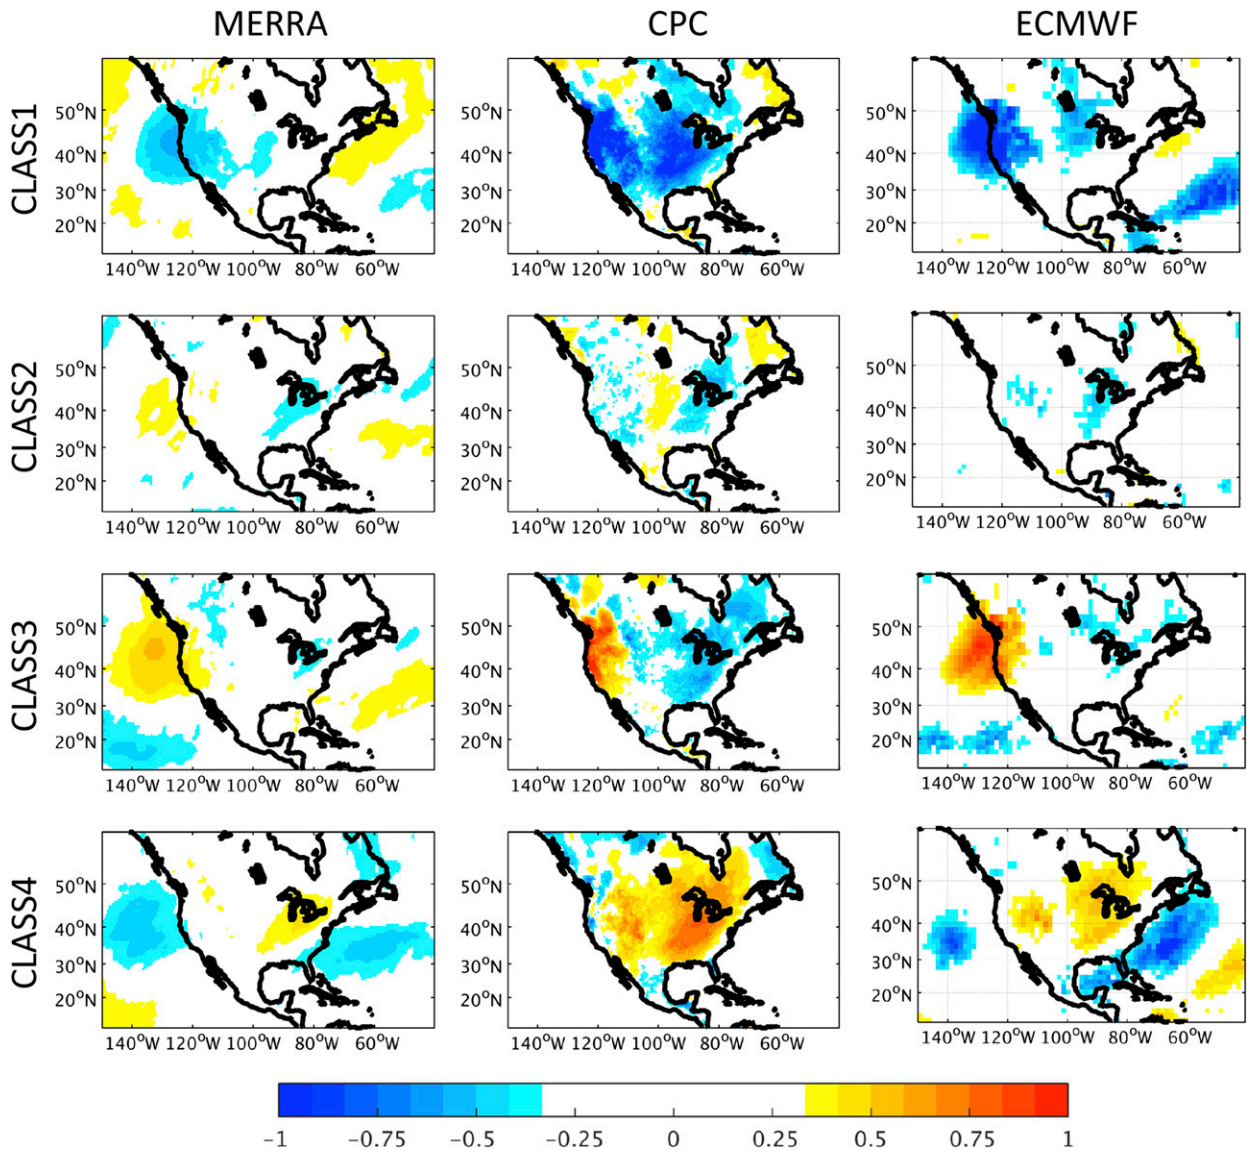 MERRA CPC ECMWF
CLASS1
50°N 50°N 50°N
40°N 40°N 40°N
30°N 30°N 30°N
20°N 20°N 20°N
140°W 120°W 100°W 80°W 60°W 140°W 120°W 100°W 80°W 60°W 140°W 120°W 100°W 80°W 60°W
CLASS2
50°N 50°N 50°N
40°N 40°N 40°N
30°N 30°N 30°N
20°N 20°N 20°N
140°W 120°W 100°W 80°W 60°W 140°W 120°W 100°W 80°W 60°W 140°W 120°W 100°W 80°W 60°W
CLASS3
50°N 50°N 50°N
40°N 40°N 40°N
30°N 30°N 30°N
20°N 20°N 20°N
140°W 120°W 100°W 80°W 60°W 140°W 120°W 100°W 80°W 60°W 140°W 120°W 100°W 80°W 60°W
CLASS4
50°N 50°N 50°N
40°N 40°N 40°N
30°N 30°N 30°N
20°N 20°N 20°N
140°W 120°W 100°W 80°W 60°W 140°W 120°W 100°W 80°W 60°W 140°W 120°W 100°W 80°W 60°W
−1 −0.75 −0.5 −0.25 0 0.25 0.5 0.75 1